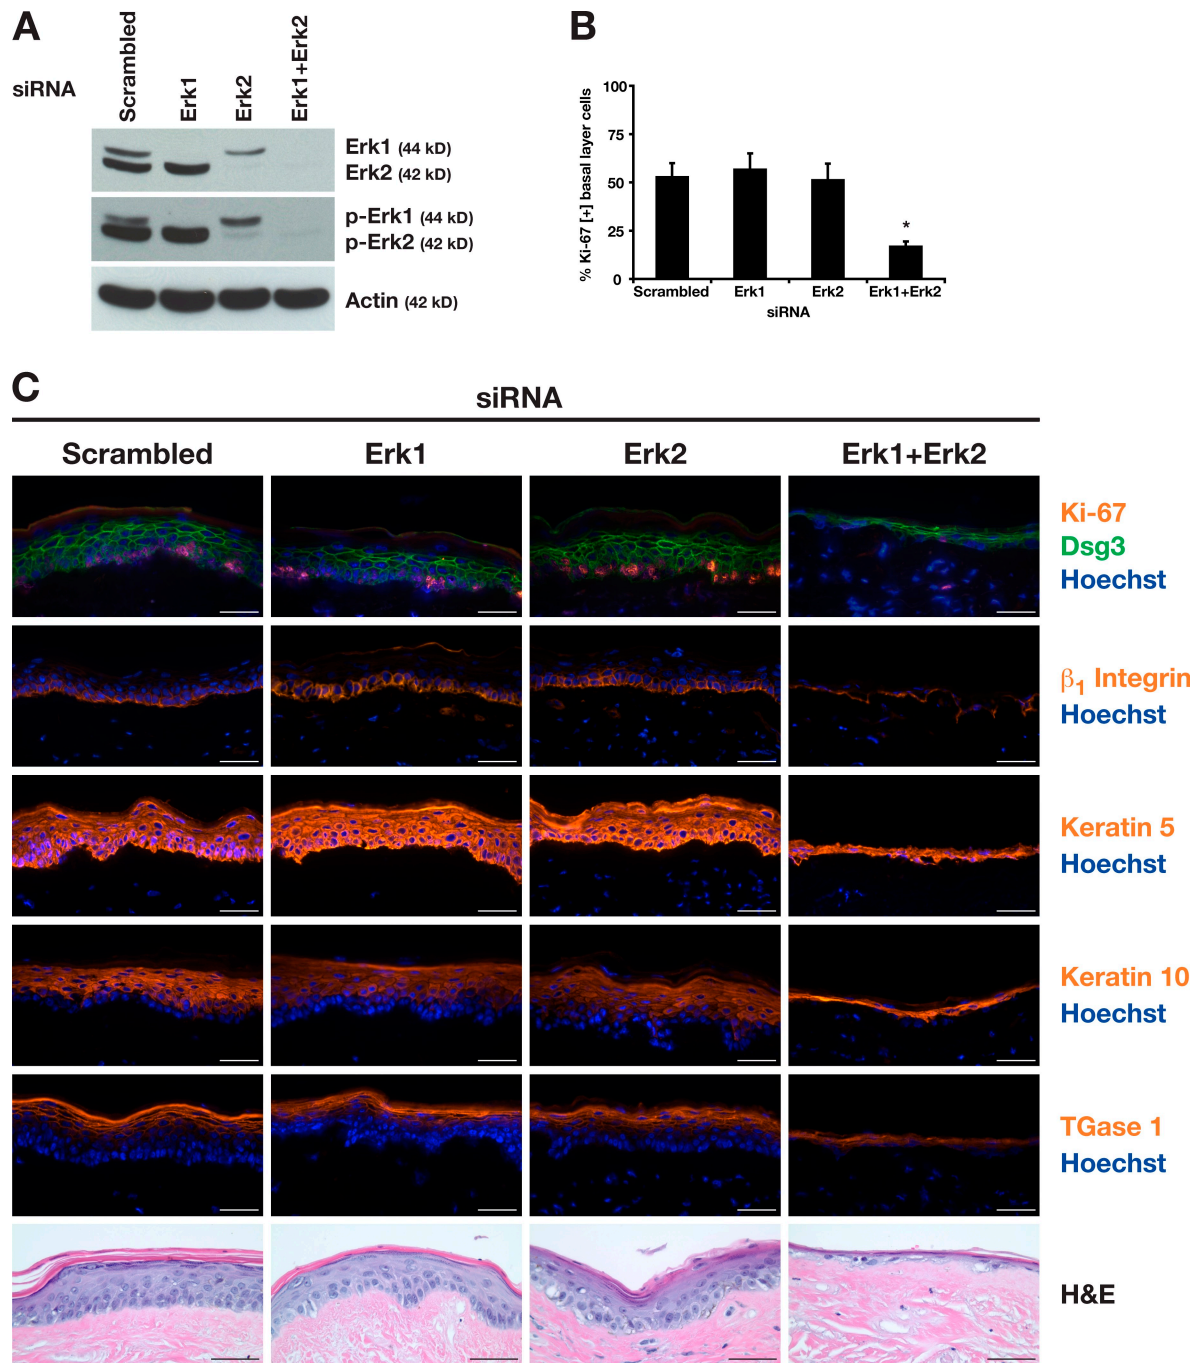 A
siRNA
Scrambled
Erk1
Erk2
Erk1+Erk2
Erk1 (44 kD)
Erk2 (42 kD)
p-Erk1 (44 kD)
p-Erk2 (42 kD)
Actin (42 kD)
B
% Ki-67 [+] basal layer cells
100
75
50
25
0
*
Scrambled Erk1 Erk2 Erk1+Erk2
siRNA
C
siRNA
Scrambled Erk1 Erk2 Erk1+Erk2
Ki-67
Dsg3
Hoechst
β1 Integrin
Hoechst
Keratin 5
Hoechst
Keratin 10
Hoechst
TGase 1
Hoechst
H&E